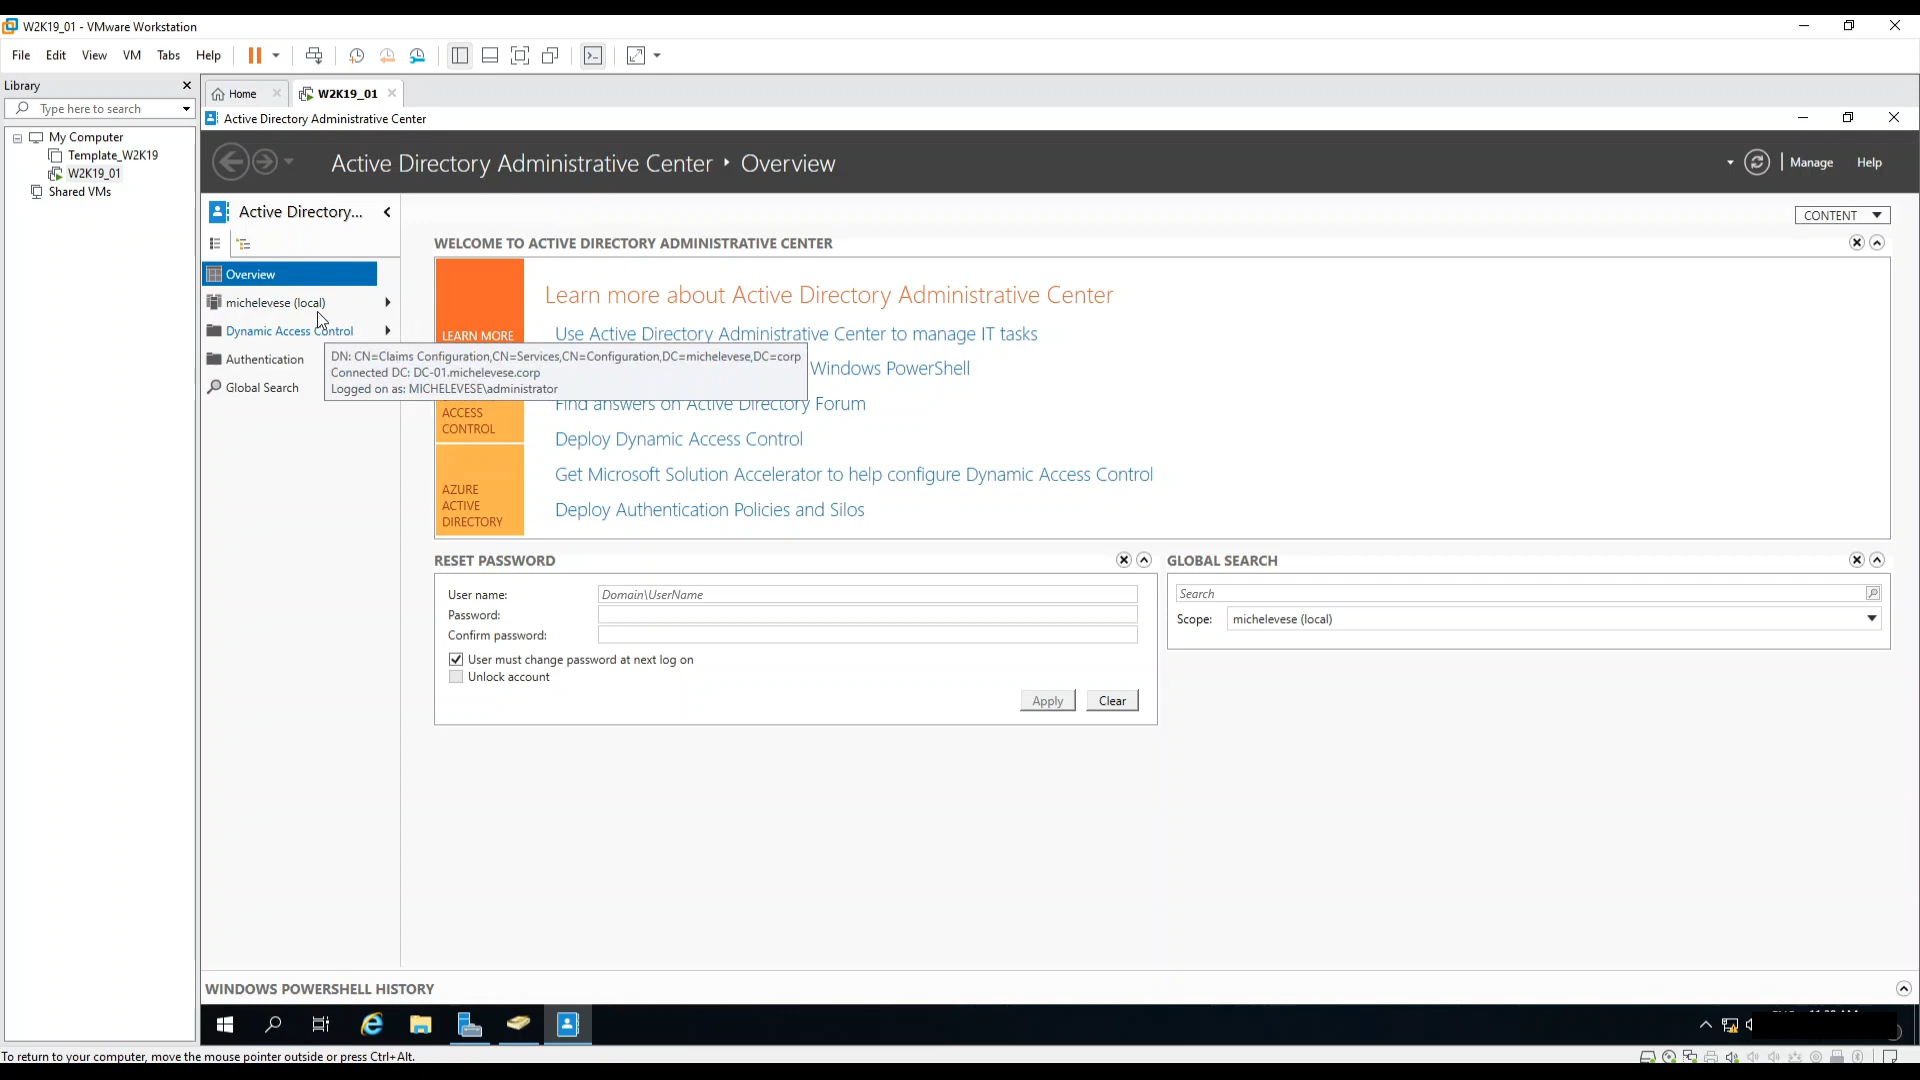 W2K19_01 - VMware Workstation
File Edit View VM Tabs Help
Library
Type here to search
My Computer
Template_W2K19
W2K19_01
Shared VMs
Home
W2K19_01
Active Directory Administrative Center
Active Directory Administrative Center • Overview
Manage
Help
Active Directory...
Overview
michelevese (local)
Dynamic Access Control
Authentication
Global Search
DN: CN=Claims Configuration,CN=Services,CN=Configuration,DC=michelevese,DC=corp
Connected DC: DC-01.michelevese.corp
Logged on as: MICHELEVESE\administrator
CONTENT
WELCOME TO ACTIVE DIRECTORY ADMINISTRATIVE CENTER
LEARN MORE
ACCESS
CONTROL
AZURE
ACTIVE
DIRECTORY
Learn more about Active Directory Administrative Center
Use Active Directory Administrative Center to manage IT tasks
Windows PowerShell
Find answers on Active Directory Forum
Deploy Dynamic Access Control
Get Microsoft Solution Accelerator to help configure Dynamic Access Control
Deploy Authentication Policies and Silos
RESET PASSWORD
User name:
Domain\UserName
Password:
Confirm password:
User must change password at next log on
Unlock account
Apply
Clear
GLOBAL SEARCH
Search
Scope:
michelevese (local)
WINDOWS POWERSHELL HISTORY
To return to your computer, move the mouse pointer outside or press Ctrl+Alt.